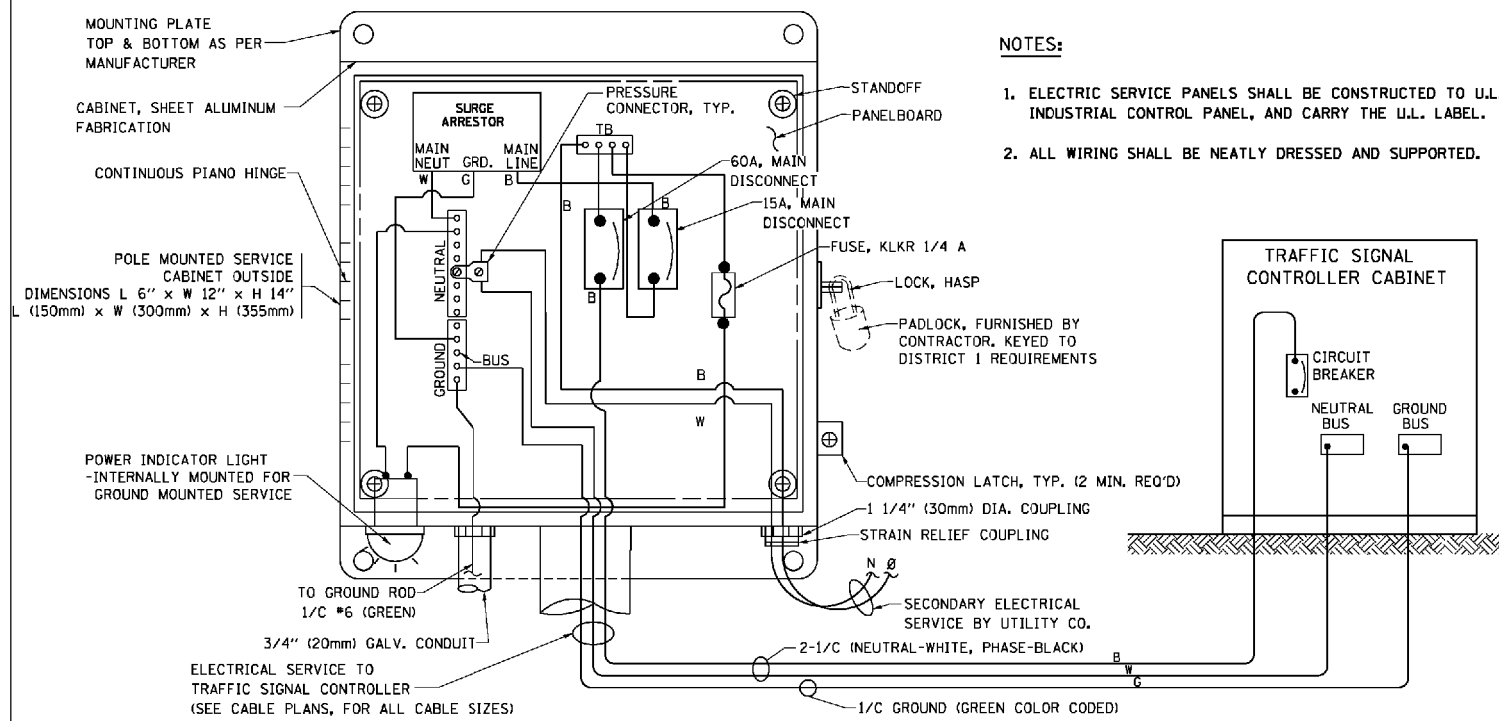 MOUNTING PLATE
TOP & BOTTOM AS PER
MANUFACTURER
CABINET, SHEET ALUMINUM
FABRICATION
CONTINUOUS PIANO HINGE
POLE MOUNTED SERVICE
CABINET OUTSIDE
DIMENSIONS L 6" x W 12" x H 14"
L (150mm) x W (300mm) x H (355mm)
POWER INDICATOR LIGHT
-INTERNALLY MOUNTED FOR
GROUND MOUNTED SERVICE
SURGE
ARRESTOR
MAIN
NEUT
GRD.
MAIN
LINE
W
G
B
NEUTRAL
GROUND
BUS
PRESSURE
CONNECTOR, TYP.
TB
B
B
B
B
W
STANDOFF
PANELBOARD
60A, MAIN
DISCONNECT
15A, MAIN
DISCONNECT
FUSE, KLKR 1/4 A
LOCK, HASP
PADLOCK, FURNISHED BY
CONTRACTOR. KEYED TO
DISTRICT 1 REQUIREMENTS
COMPRESSION LATCH, TYP. (2 MIN. REQ'D)
1 1/4" (30mm) DIA. COUPLING
STRAIN RELIEF COUPLING
N Ø
SECONDARY ELECTRICAL
SERVICE BY UTILITY CO.
TO GROUND ROD
1/C #6 (GREEN)
3/4" (20mm) GALV. CONDUIT
ELECTRICAL SERVICE TO
TRAFFIC SIGNAL CONTROLLER
(SEE CABLE PLANS, FOR ALL CABLE SIZES)
2-1/C (NEUTRAL-WHITE, PHASE-BLACK)
B
W
G
1/C GROUND (GREEN COLOR CODED)
NOTES:
1. ELECTRIC SERVICE PANELS SHALL BE CONSTRUCTED TO U.L.
INDUSTRIAL CONTROL PANEL, AND CARRY THE U.L. LABEL.
2. ALL WIRING SHALL BE NEATLY DRESSED AND SUPPORTED.
TRAFFIC SIGNAL
CONTROLLER CABINET
CIRCUIT
BREAKER
NEUTRAL
BUS
GROUND
BUS